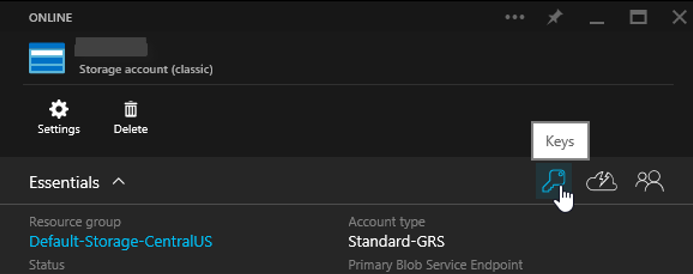 ONLINE
Storage account (classic)
Settings
Delete
Keys
Essentials
Resource group
Account type
Default-Storage-CentralUS
Standard-GRS
Status
Primary Blob Service Endpoint